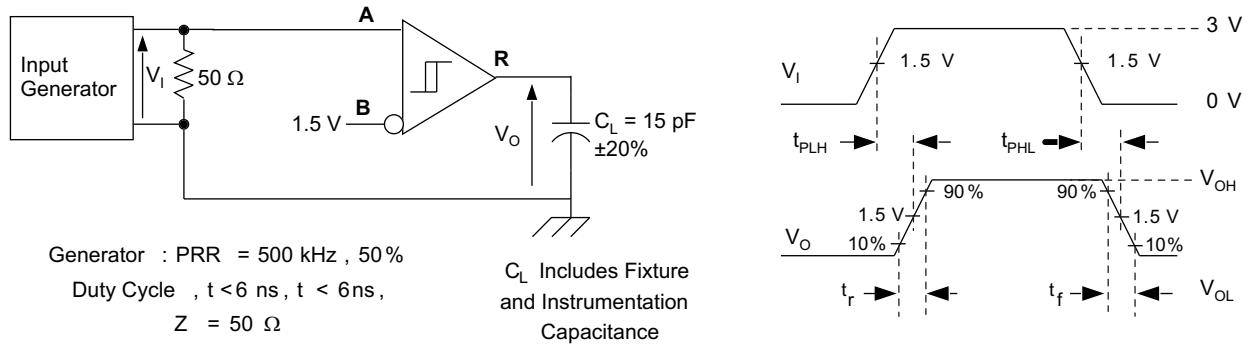 Input
Generator
V_I
50 Ω
A
B
1.5 V
R
V_O
C_L = 15 pF
±20%
Generator : PRR = 500 kHz , 50%
Duty Cycle , t < 6 ns , t < 6ns ,
Z = 50 Ω
C_L Includes Fixture
and Instrumentation
Capacitance
V_I
1.5 V
1.5 V
3 V
0 V
t_PLH
t_PHL
V_O
90%
90%
V_OH
1.5 V
1.5 V
10%
10%
t_r
t_f
V_OL